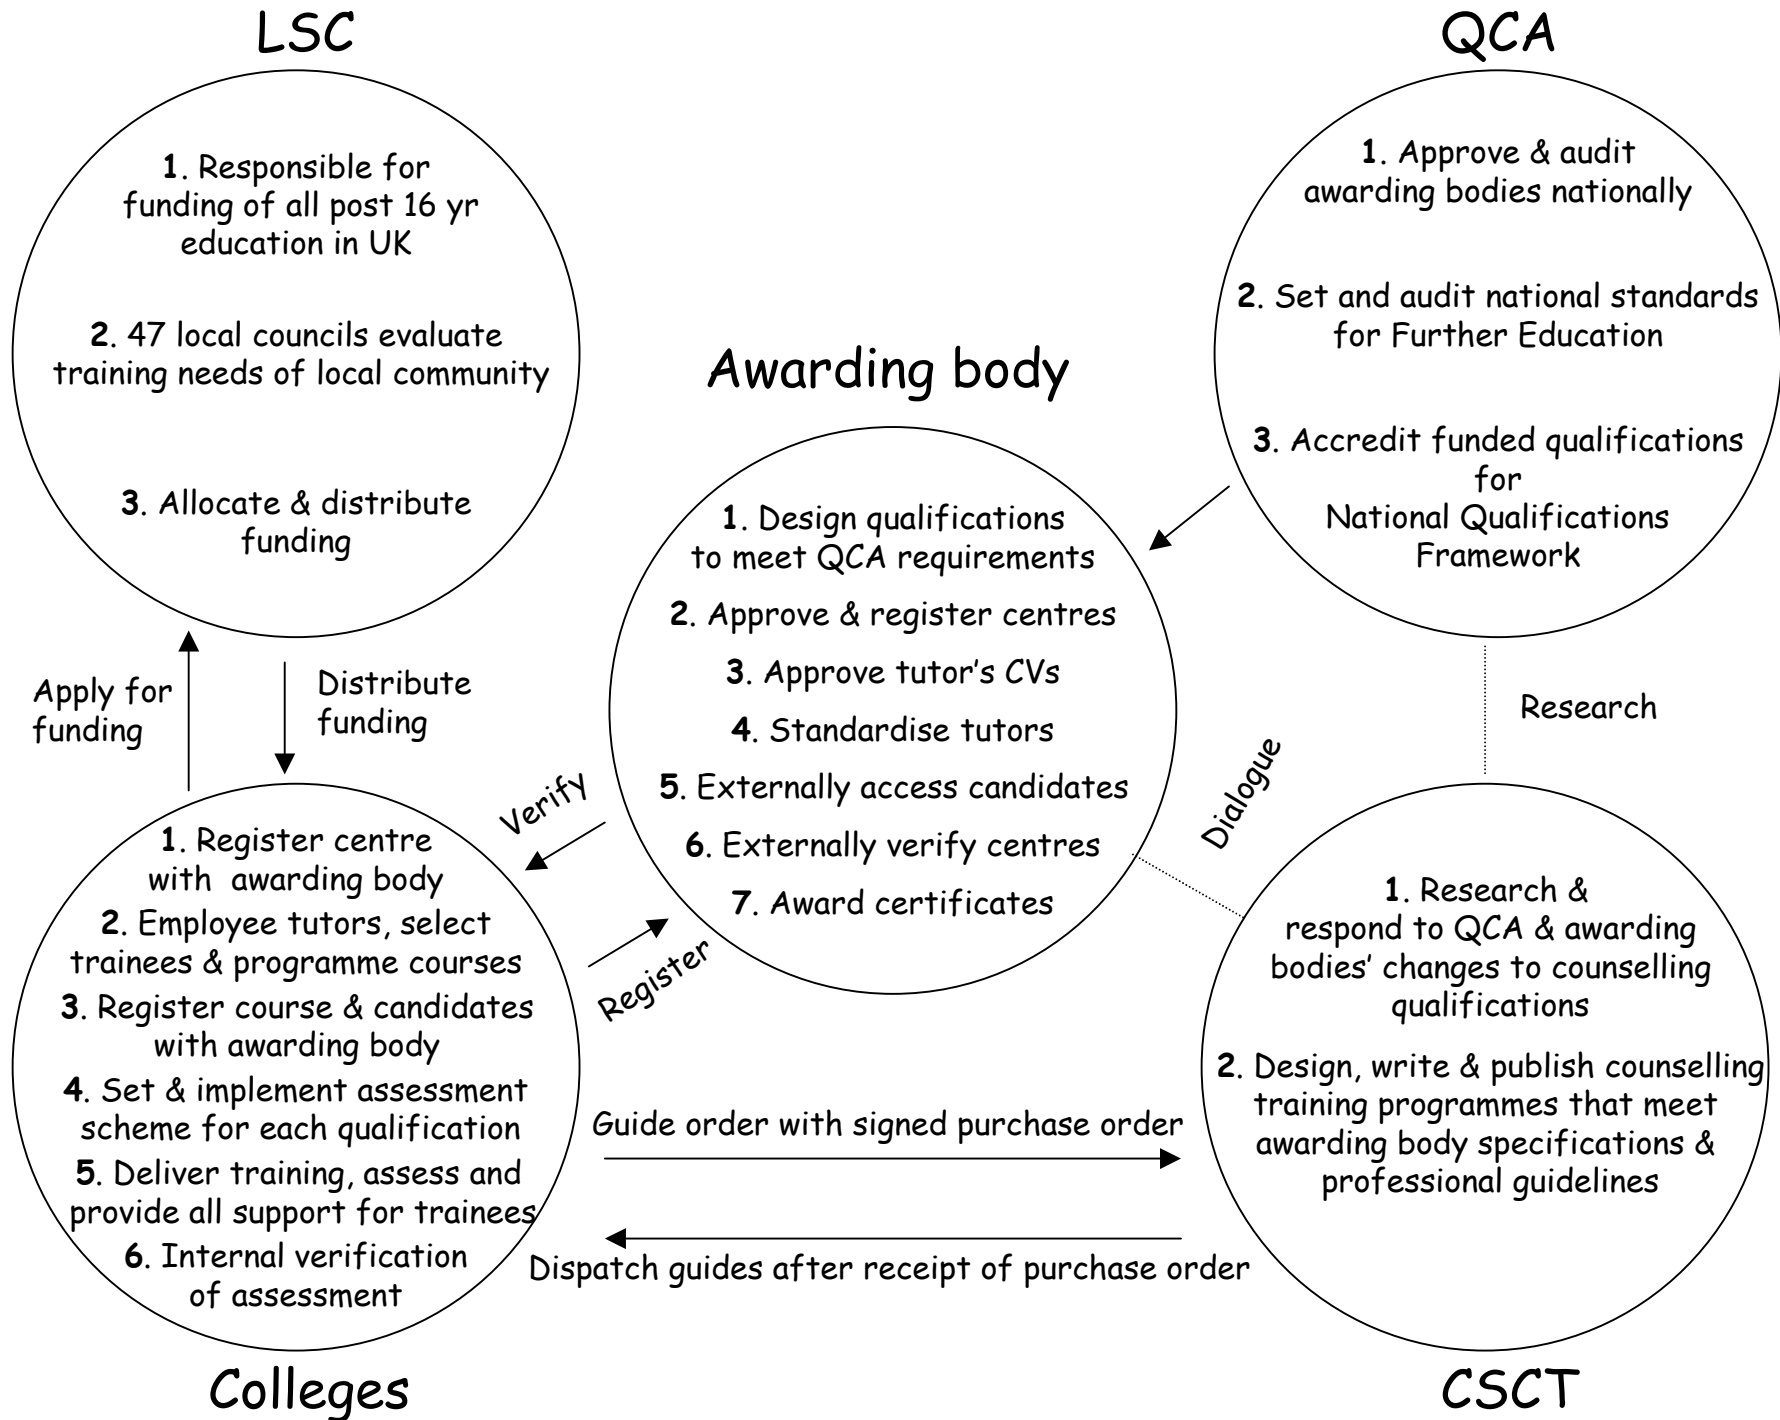 LSC
1. Responsible for
funding of all post 16 yr
education in UK
2. 47 local councils evaluate
training needs of local community
3. Allocate & distribute
funding
QCA
1. Approve & audit
awarding bodies nationally
2. Set and audit national standards
for Further Education
3. Accredit funded qualifications
for
National Qualifications
Framework
Awarding body
1. Design qualifications
to meet QCA requirements
2. Approve & register centres
3. Approve tutor's CVs
4. Standardise tutors
5. Externally access candidates
6. Externally verify centres
7. Award certificates
Apply for
funding
Distribute
funding
Verify
Register
Dialogue
Research
1. Register centre
with awarding body
2. Employee tutors, select
trainees & programme courses
3. Register course & candidates
with awarding body
4. Set & implement assessment
scheme for each qualification
5. Deliver training, assess and
provide all support for trainees
6. Internal verification
of assessment
Colleges
Guide order with signed purchase order
Dispatch guides after receipt of purchase order
1. Research &
respond to QCA & awarding
bodies' changes to counselling
qualifications
2. Design, write & publish counselling
training programmes that meet
awarding body specifications &
professional guidelines
CSCT